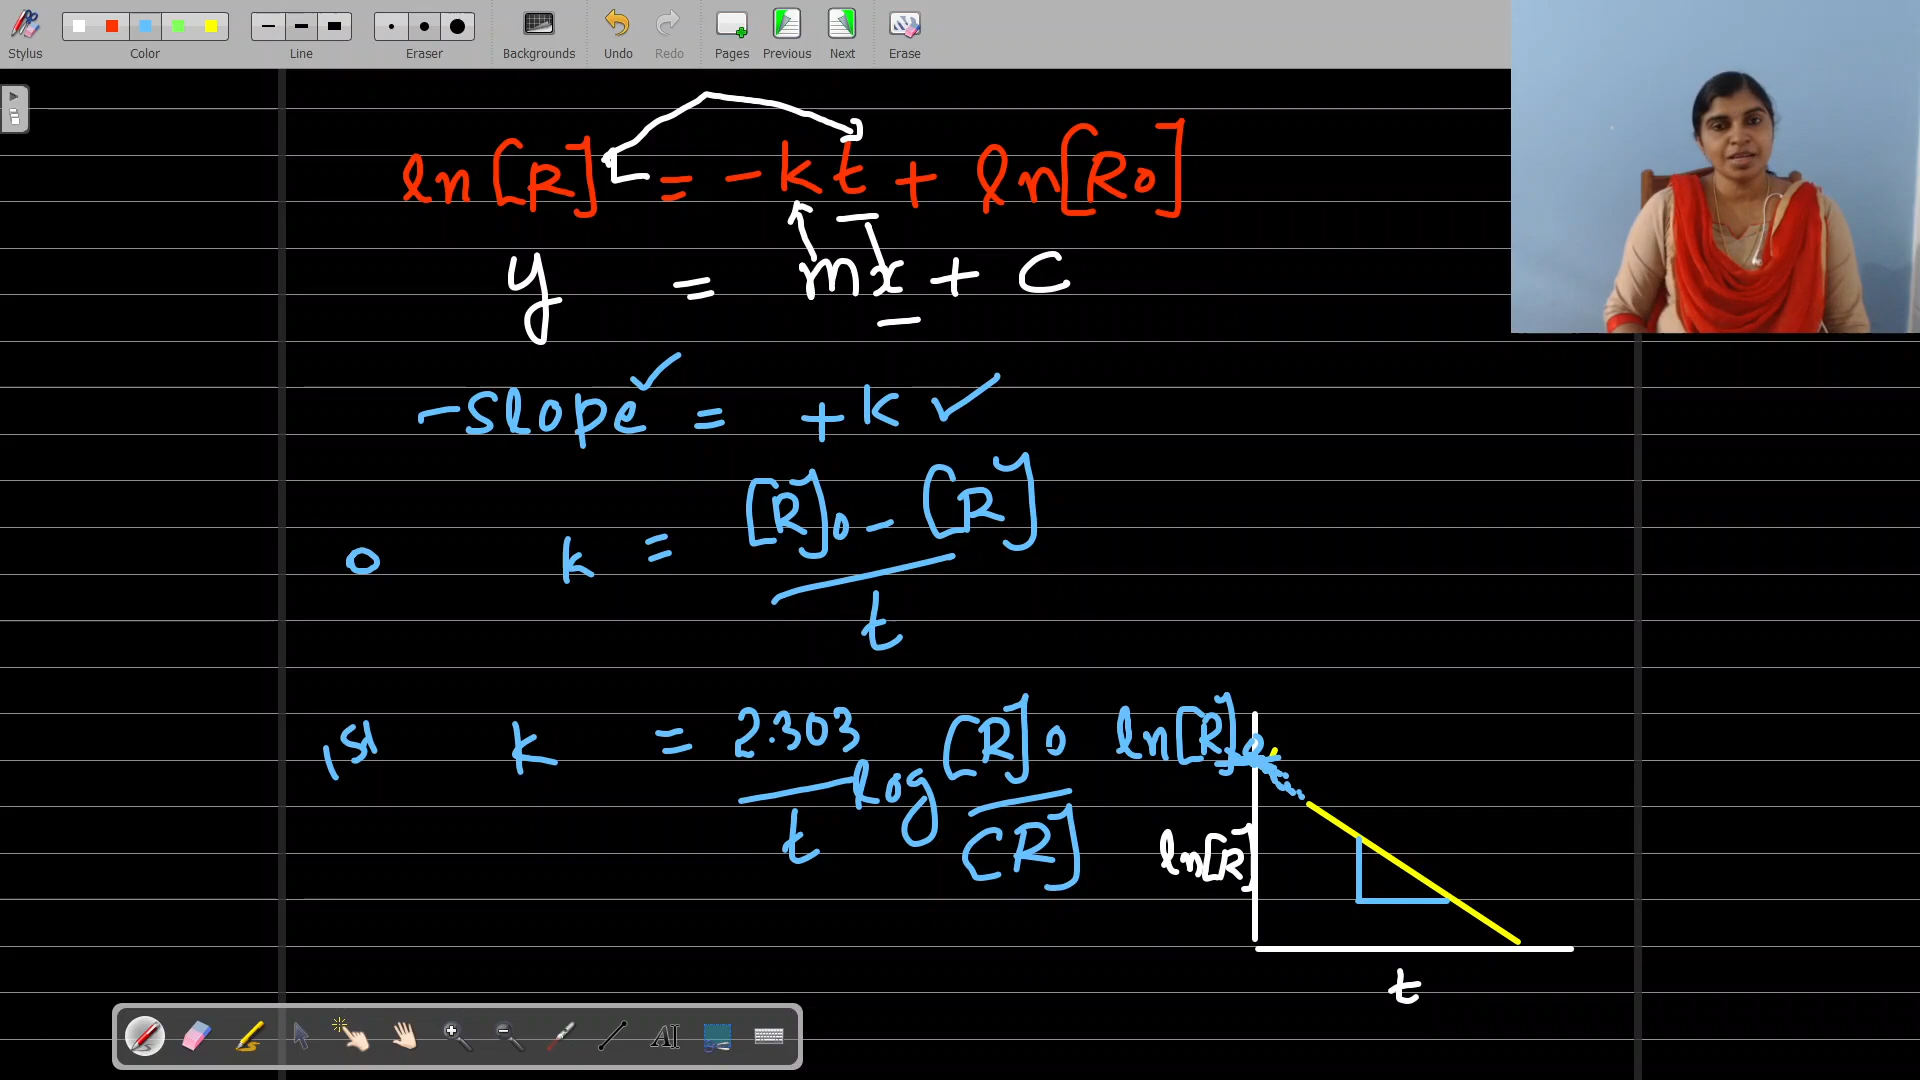 Stylus Color Line Eraser Backgrounds Undo Redo Pages Previous Next Erase
ln[R] = -kt + ln[R0]
y = mx + c
-slope = +k
0 k = [R]0 - [R] / t
1st k = 2.303 / t log [R]0 / [R]
ln[R]0
ln[R]
t
AI